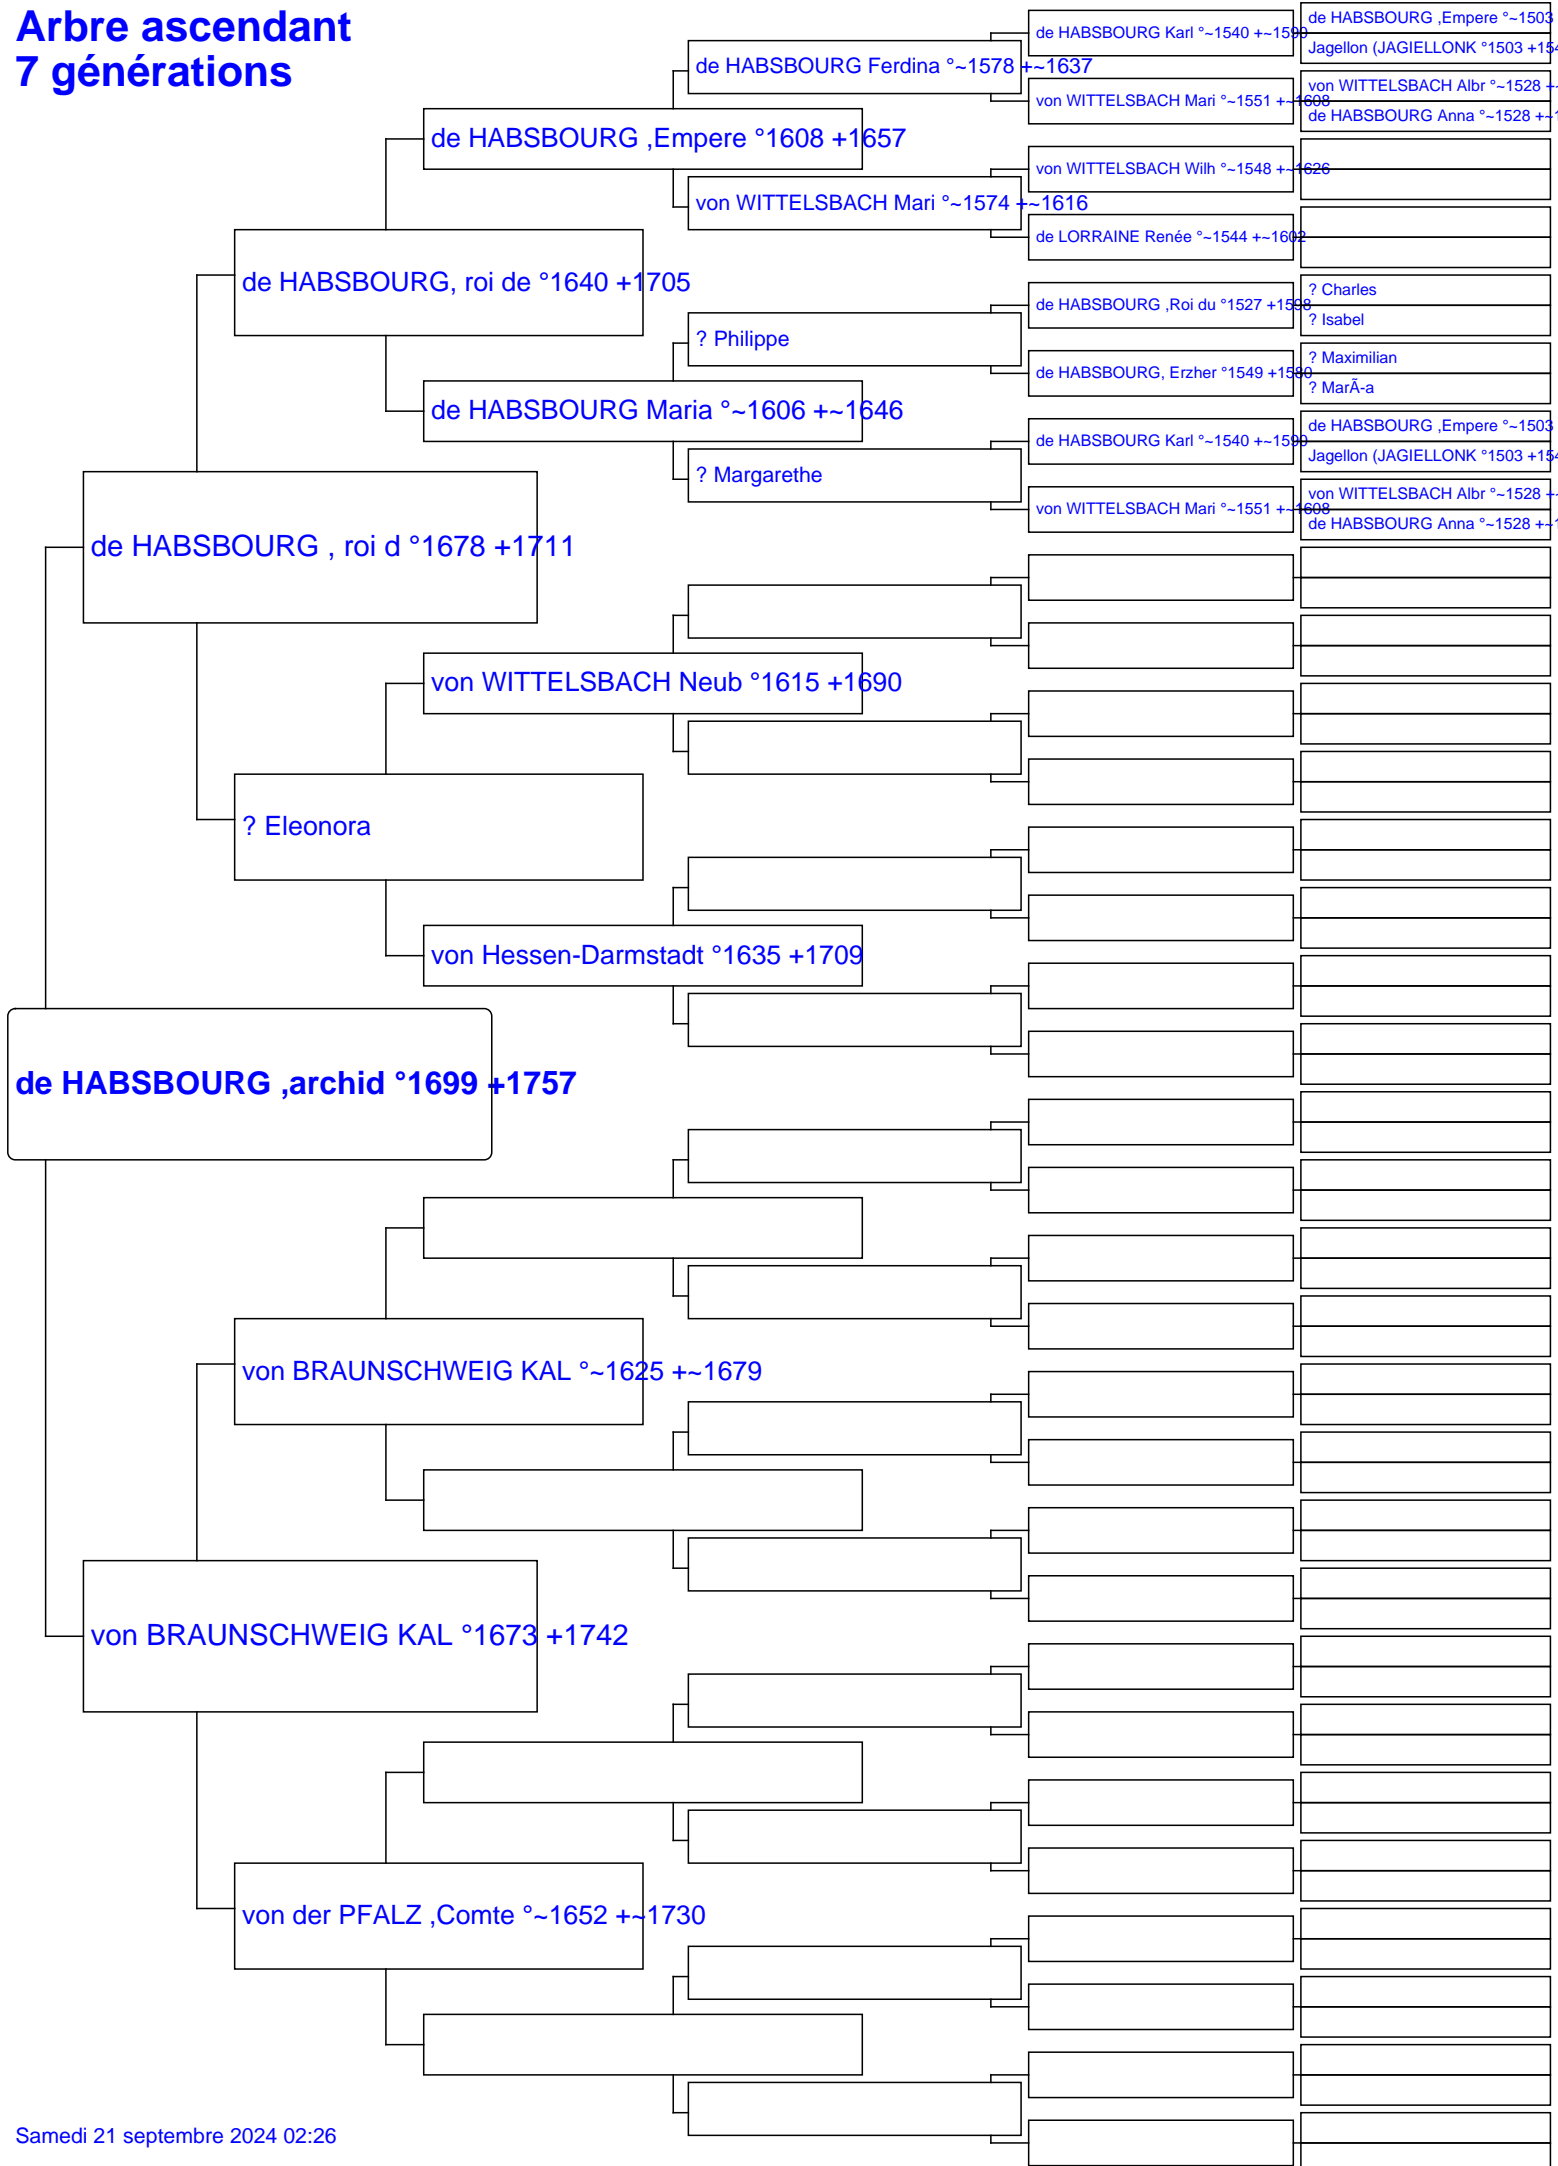 Arbre ascendant
7 générations
de HABSBOURG ,Empere °~1503
de HABSBOURG Karl °~1540 +~1590
Jagellon (JAGIELLONK °1503 +154
de HABSBOURG Ferdina °~1578 +~1637
von WITTELSBACH Albr °~1528 +~
von WITTELSBACH Mari °~1551 +~1608
de HABSBOURG Anna °~1528 +~1
de HABSBOURG ,Empere °1608 +1657
von WITTELSBACH Wilh °~1548 +~1626
von WITTELSBACH Mari °~1574 +~1616
de LORRAINE Renée °~1544 +~1602
de HABSBOURG, roi de °1640 +1705
? Charles
de HABSBOURG ,Roi du °1527 +1598
? Isabel
? Philippe
? Maximilian
de HABSBOURG, Erzher °1549 +1580
? MarÃ-a
de HABSBOURG Maria °~1606 +~1646
de HABSBOURG ,Empere °~1503
de HABSBOURG Karl °~1540 +~1590
Jagellon (JAGIELLONK °1503 +154
? Margarethe
von WITTELSBACH Albr °~1528 +~
von WITTELSBACH Mari °~1551 +~1608
de HABSBOURG Anna °~1528 +~1
de HABSBOURG , roi d °1678 +1711
von WITTELSBACH Neub °1615 +1690
? Eleonora
von Hessen-Darmstadt °1635 +1709
de HABSBOURG ,archid °1699 +1757
von BRAUNSCHWEIG KAL °~1625 +~1679
von BRAUNSCHWEIG KAL °1673 +1742
von der PFALZ ,Comte °~1652 +~1730
Samedi 21 septembre 2024 02:26